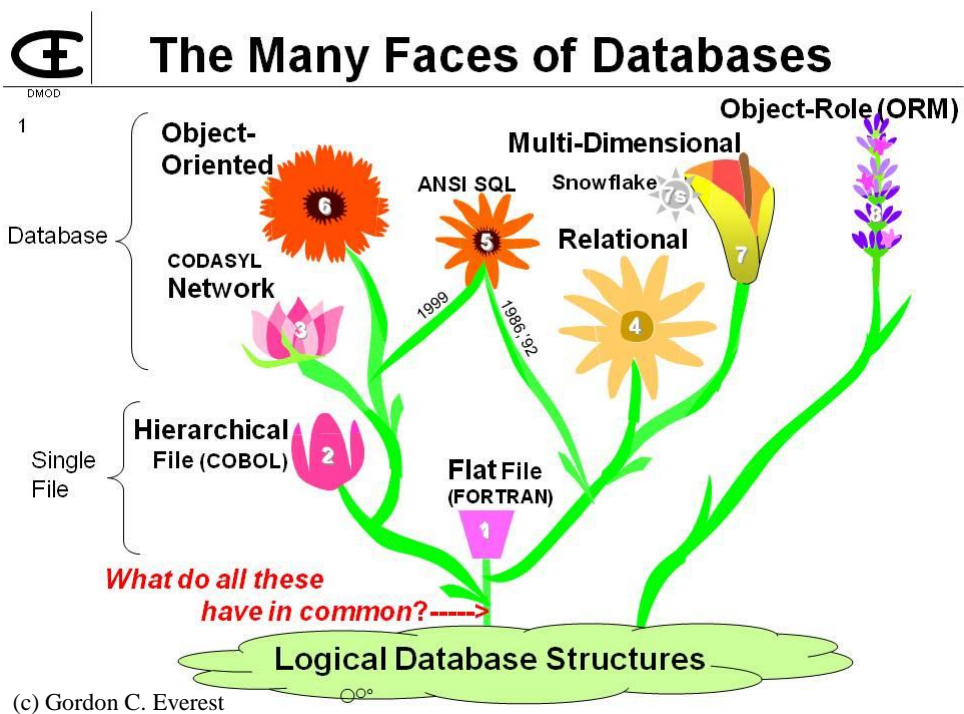 The Many Faces of Databases
DMOD
1
Object-Role (ORM)
Object-
Oriented
Multi-Dimensional
ANSI SQL
Snowflake
7s
6
8
Database
5
Relational
7
CODASYL
Network
1999
1986,'92
3
4
Hierarchical
File (COBOL)
2
Single
File
Flat File
(FORTRAN)
1
What do all these
have in common?----->
Logical Database Structures
(c) Gordon C. Everest